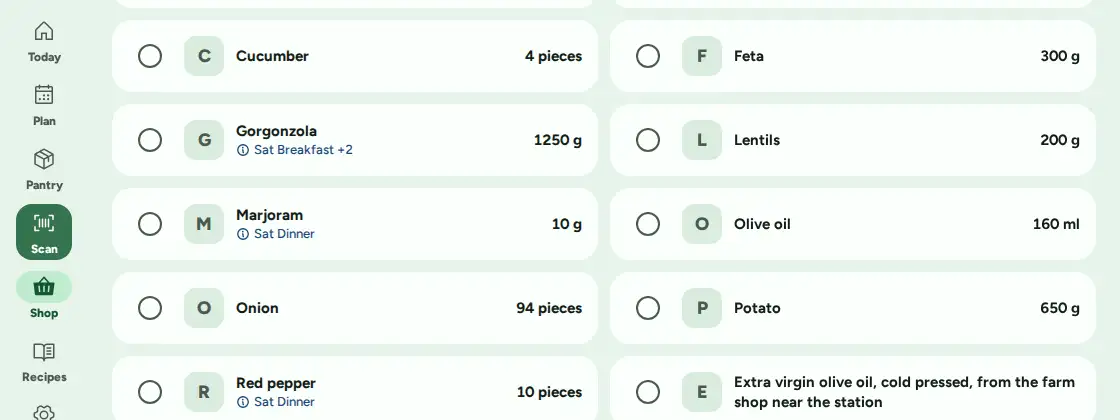 Today
Plan
Pantry
Scan
Shop
Recipes
C Cucumber 4 pieces
F Feta 300 g
G Gorgonzola 1250 g
Sat Breakfast +2
L Lentils 200 g
M Marjoram 10 g
Sat Dinner
O Olive oil 160 ml
O Onion 94 pieces
P Potato 650 g
R Red pepper 10 pieces
Sat Dinner
E Extra virgin olive oil, cold pressed, from the farm
shop near the station